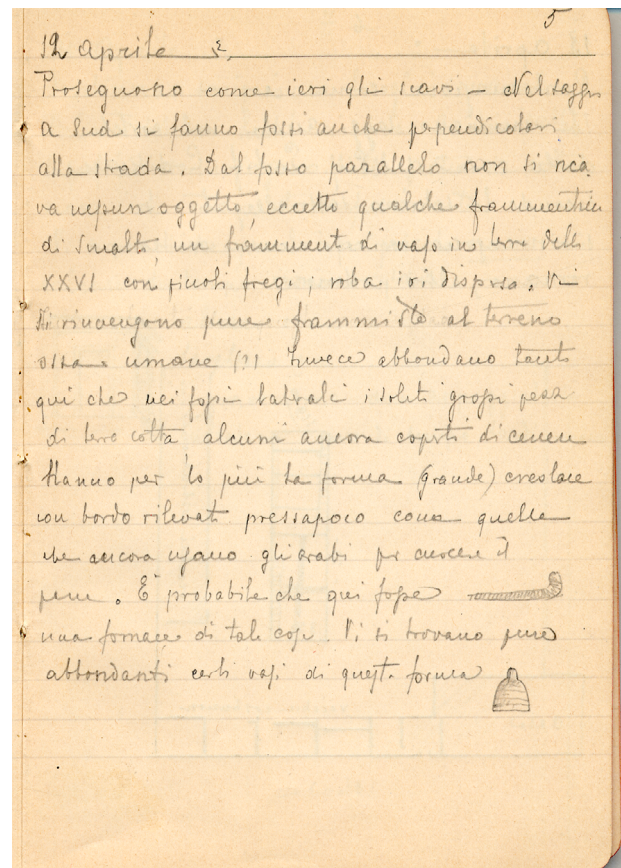 5
12 Aprile
Proseguono come ieri gli scavi – Nel saggio
a Sud si fanno fossi anche perpendicolari
alla strada. Dal fosso parallelo non si rica
va nessun oggetto, eccetto qualche frammentino
di smalto, un framment di vaso in terra della
XXVI con piccoli fregi; roba ivi dispersa. Vi
si rinvengono pure frammiste al terreno
ossa umane (?) Invece abbondano tanto
qui che nei fossi laterali i soliti grossi pezzi
di terra cotta alcuni ancora coperti di cenere
Hanno per lo più la forma (grande) circolare
con bordo rilevato pressapoco come quelle
che ancora usano gli arabi per cuocere il
pane. È probabile che qui fosse
una fornace di tali cose. Vi si trovano pure
abbondanti certi vasi di questa forma